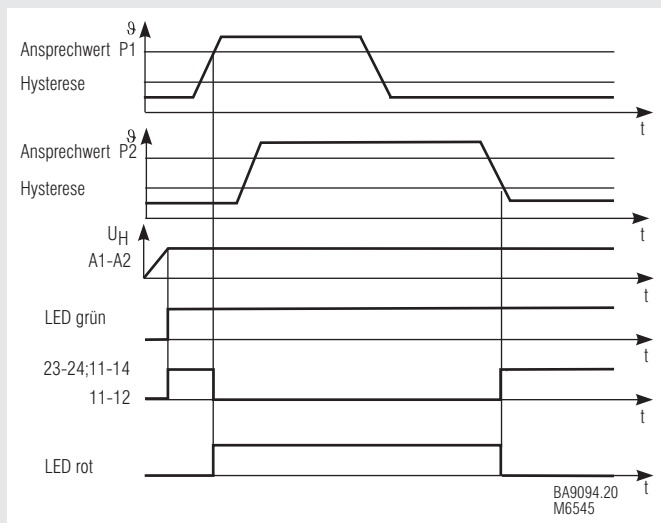 ϑ
Ansprechwert P1
Hysterese
t
ϑ
Ansprechwert P2
Hysterese
t
UH
A1-A2
t
LED grün
t
23-24;11-14
11-12
t
LED rot
t
BA9094.20
M6545